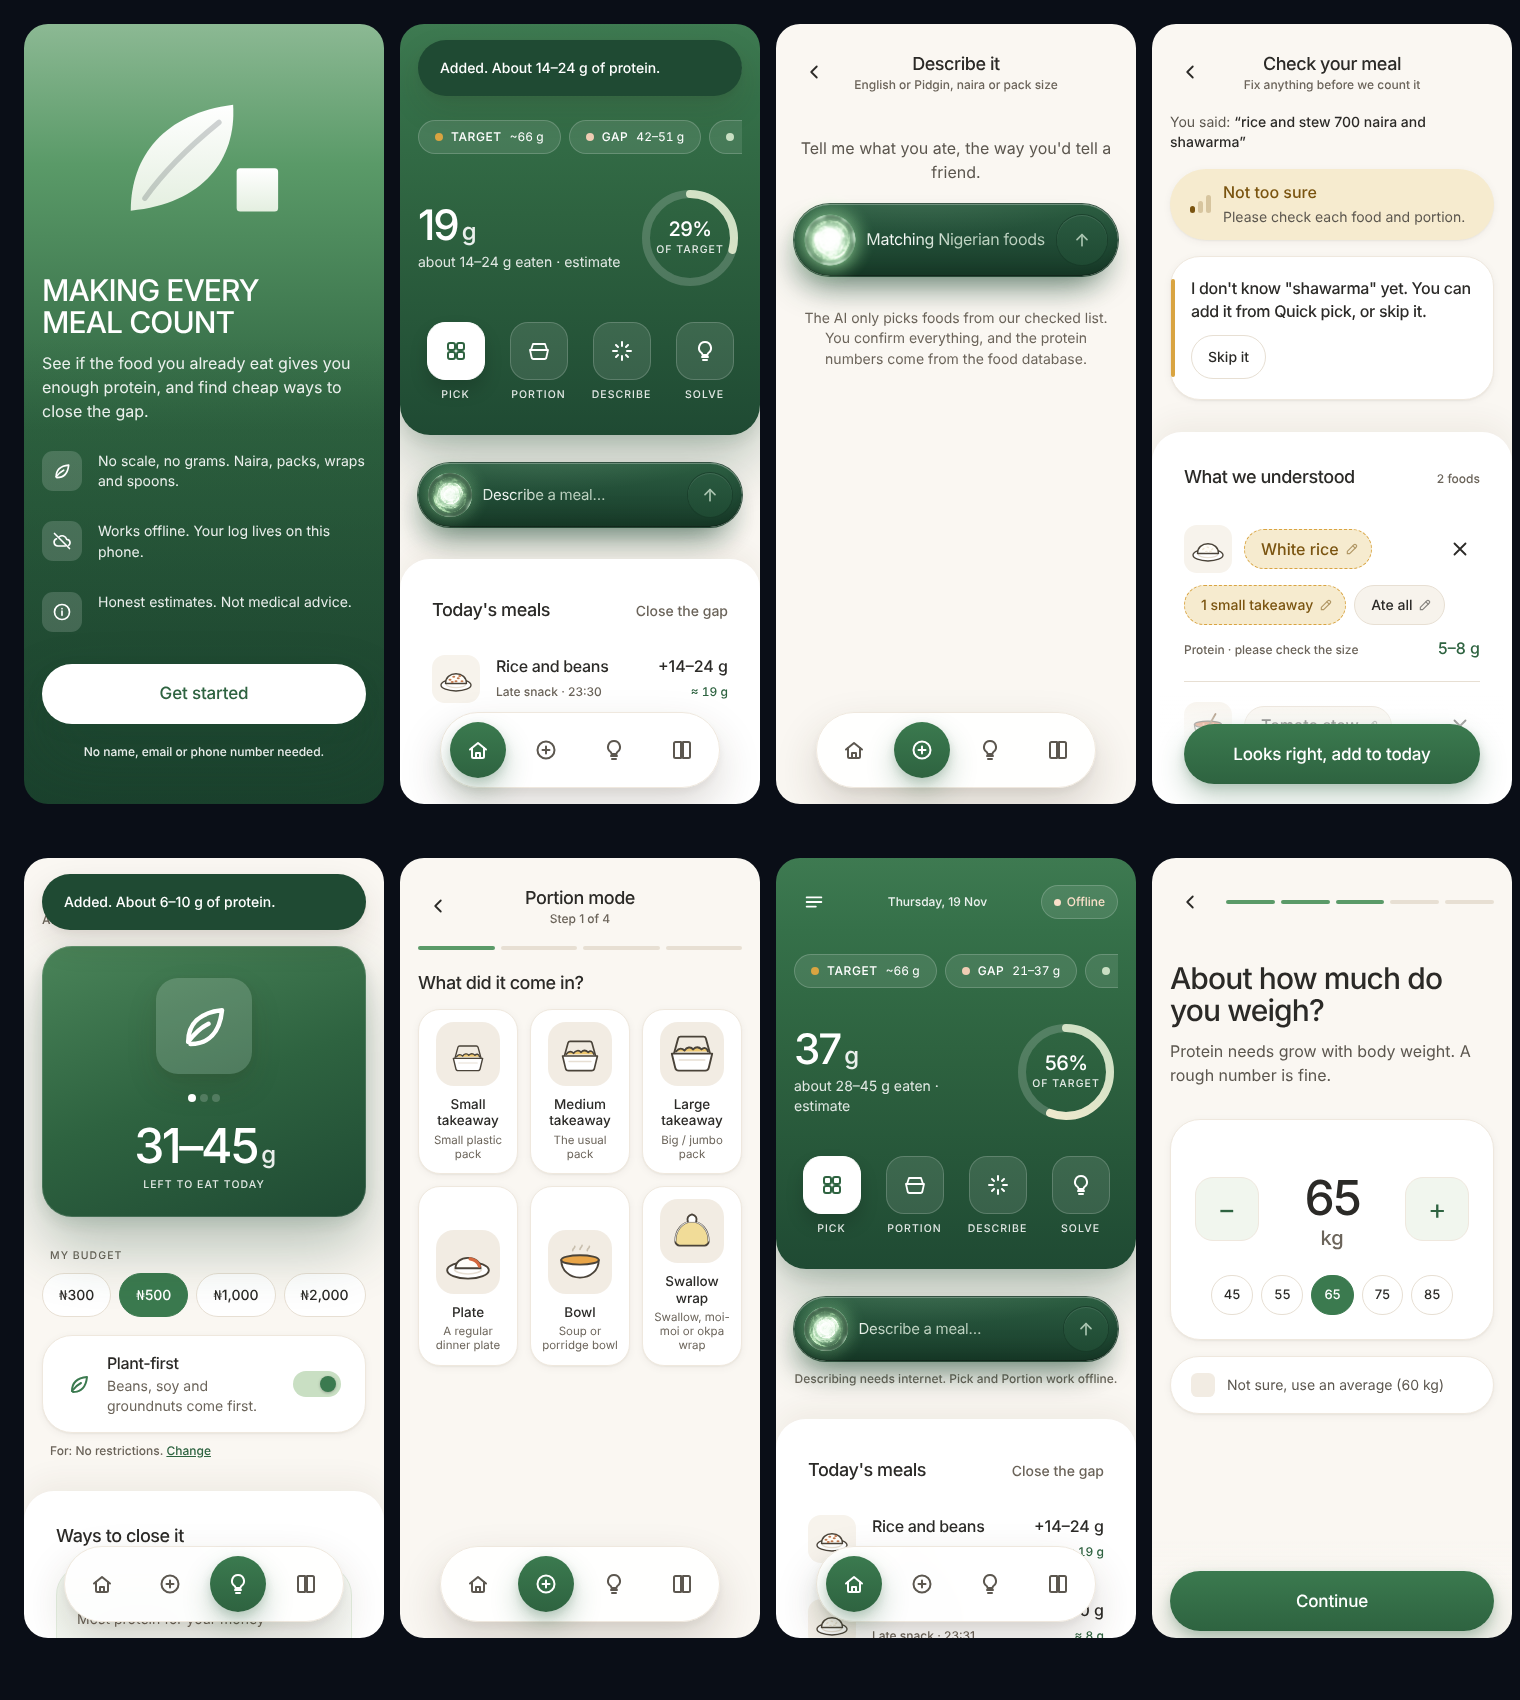 MAKING EVERY
MEAL COUNT
See if the food you already eat gives you
enough protein, and find cheap ways to
close the gap.
No scale, no grams. Naira, packs, wraps
and spoons.
Works offline. Your log lives on this
phone.
Honest estimates. Not medical advice.
Get started
No name, email or phone number needed.
Added. About 14–24 g of protein.
TARGET ~66 g
GAP 42–51 g
19 g
about 14–24 g eaten · estimate
29%
OF TARGET
PICK
PORTION
DESCRIBE
SOLVE
Describe a meal...
Today's meals
Close the gap
Rice and beans
+14–24 g
Late snack · 23:30
≈ 19 g
Describe it
English or Pidgin, naira or pack size
Tell me what you ate, the way you'd tell a
friend.
Matching Nigerian foods
The AI only picks foods from our checked list.
You confirm everything, and the protein
numbers come from the food database.
Check your meal
Fix anything before we count it
You said: “rice and stew 700 naira and
shawarma”
Not too sure
Please check each food and portion.
I don't know "shawarma" yet. You can
add it from Quick pick, or skip it.
Skip it
What we understood
2 foods
White rice
1 small takeaway
Ate all
Protein · please check the size
5–8 g
Tomato stew
Looks right, add to today
Added. About 6–10 g of protein.
31–45 g
LEFT TO EAT TODAY
MY BUDGET
₦300
₦500
₦1,000
₦2,000
Plant-first
Beans, soy and
groundnuts come first.
For: No restrictions. Change
Ways to close it
Most protein for your money
Portion mode
Step 1 of 4
What did it come in?
Small
takeaway
Small plastic
pack
Medium
takeaway
The usual
pack
Large
takeaway
Big / jumbo
pack
Plate
A regular
dinner plate
Bowl
Soup or
porridge bowl
Swallow
wrap
Swallow, moi-
moi or okpa
wrap
Thursday, 19 Nov
Offline
TARGET ~66 g
GAP 21–37 g
37 g
about 28–45 g eaten ·
estimate
56%
OF TARGET
PICK
PORTION
DESCRIBE
SOLVE
Describe a meal...
Describing needs internet. Pick and Portion work offline.
Today's meals
Close the gap
Rice and beans
+14–24 g
19 g
g
Late snack · 23:31
≈ 8 g
About how much do
you weigh?
Protein needs grow with body weight. A
rough number is fine.
−
65
kg
+
45
55
65
75
85
Not sure, use an average (60 kg)
Continue